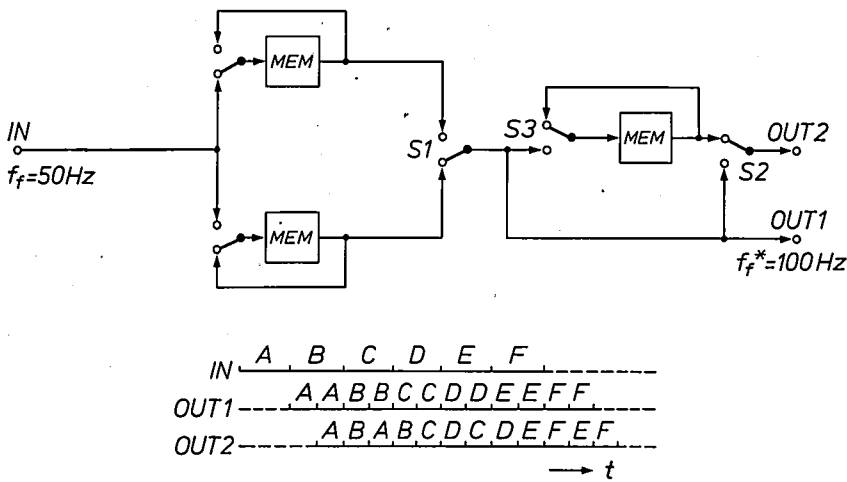 MEM
IN
f_f=50Hz
S1
MEM
S3
MEM
OUT2
S2
OUT1
f_f*=100Hz
IN A B C D E F
OUT1 A A B B C C D D E E F F
OUT2 A B A B C D C D E F E F
t